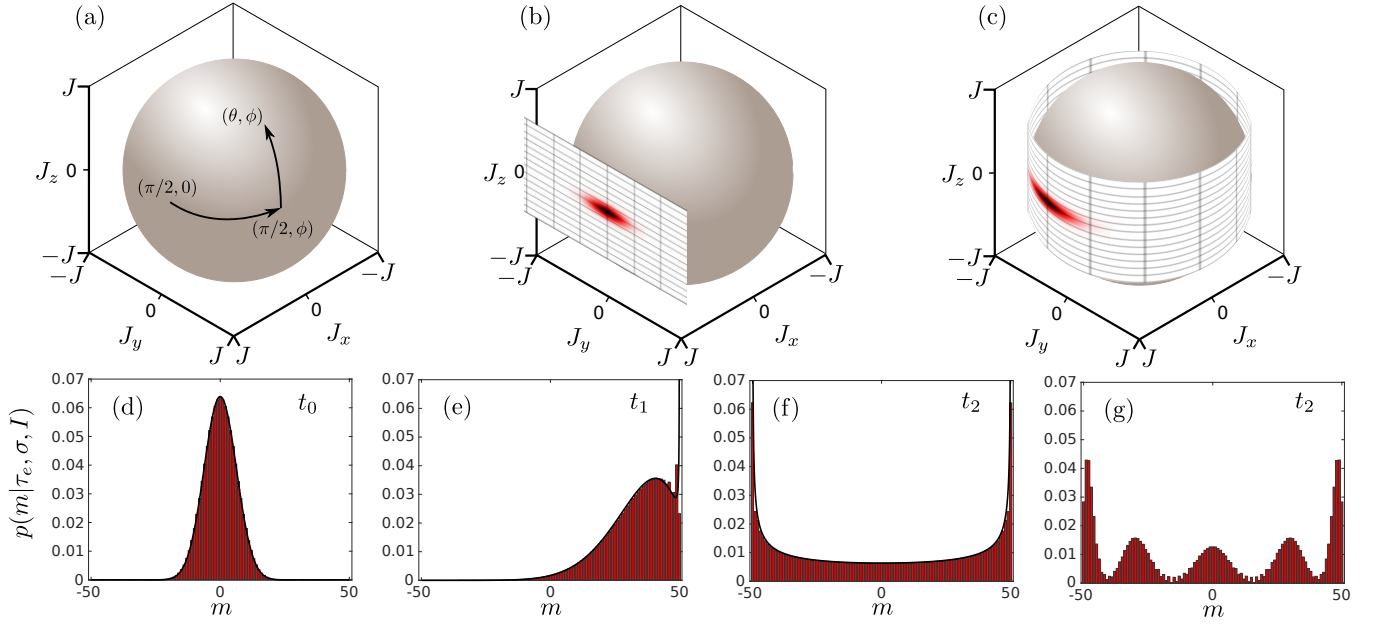 (a)
J
J_z 0
−J
−J
0
J_y
J J
0
J_x
−J
(θ, ϕ)
(π/2, 0)
(π/2, ϕ)
(b)
J
J_z 0
−J
−J
0
J_y
J J
0
J_x
−J
(c)
J
J_z 0
−J
−J
0
J_y
J J
0
J_x
−J
p(m|τ_e, σ, I)
(d) t_0
0.07
0.06
0.05
0.04
0.03
0.02
0.01
0
-50 0 50
m
(e) t_1
0.07
0.06
0.05
0.04
0.03
0.02
0.01
0
-50 0 50
m
(f) t_2
0.07
0.06
0.05
0.04
0.03
0.02
0.01
0
-50 0 50
m
(g) t_2
0.07
0.06
0.05
0.04
0.03
0.02
0.01
0
-50 0 50
m